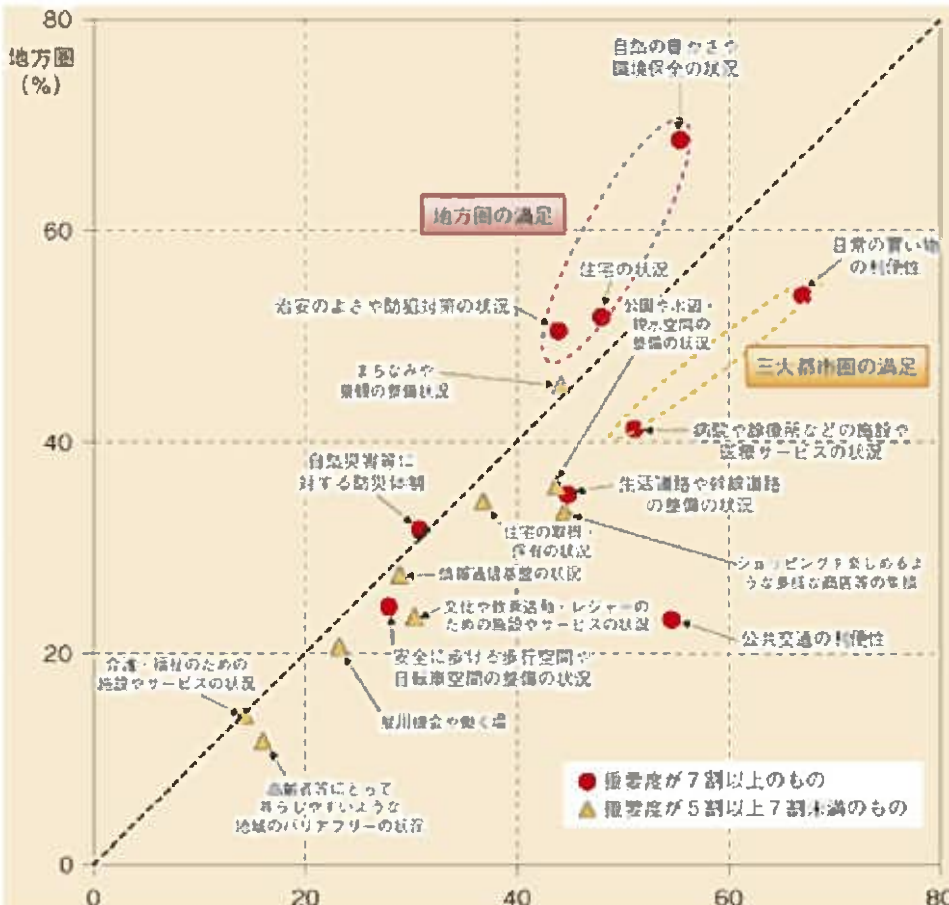 80
地方圏
(%)
60
40
20
0
0
20
40
60
80
自然の豊かさや
環境保全の状況
地方圏の満足
日常の買い物
の利便性
住宅の状況
治安のよさや防犯対策の状況
公園や水辺・
親水空間の
整備の状況
三大都市圏の満足
まちなみや
景観の整備状況
病院や診療所などの施設や
医療サービスの状況
自然災害等に
対する防災体制
生活道路や幹線道路
の整備の状況
住宅の取得・
保有の状況
ショッピングを楽しめるよ
うな多様な商店等の集積
情報通信基盤の状況
文化や教養活動・レジャーの
ための施設やサービスの状況
公共交通の利便性
安全に歩ける歩行空間や
自転車空間の整備の状況
介護・福祉のための
施設やサービスの状況
雇用機会や働く場
高齢者等にとって
暮らしやすいような
地域のバリアフリーの状況
重要度が7割以上のもの
重要度が5割以上7割未満のもの